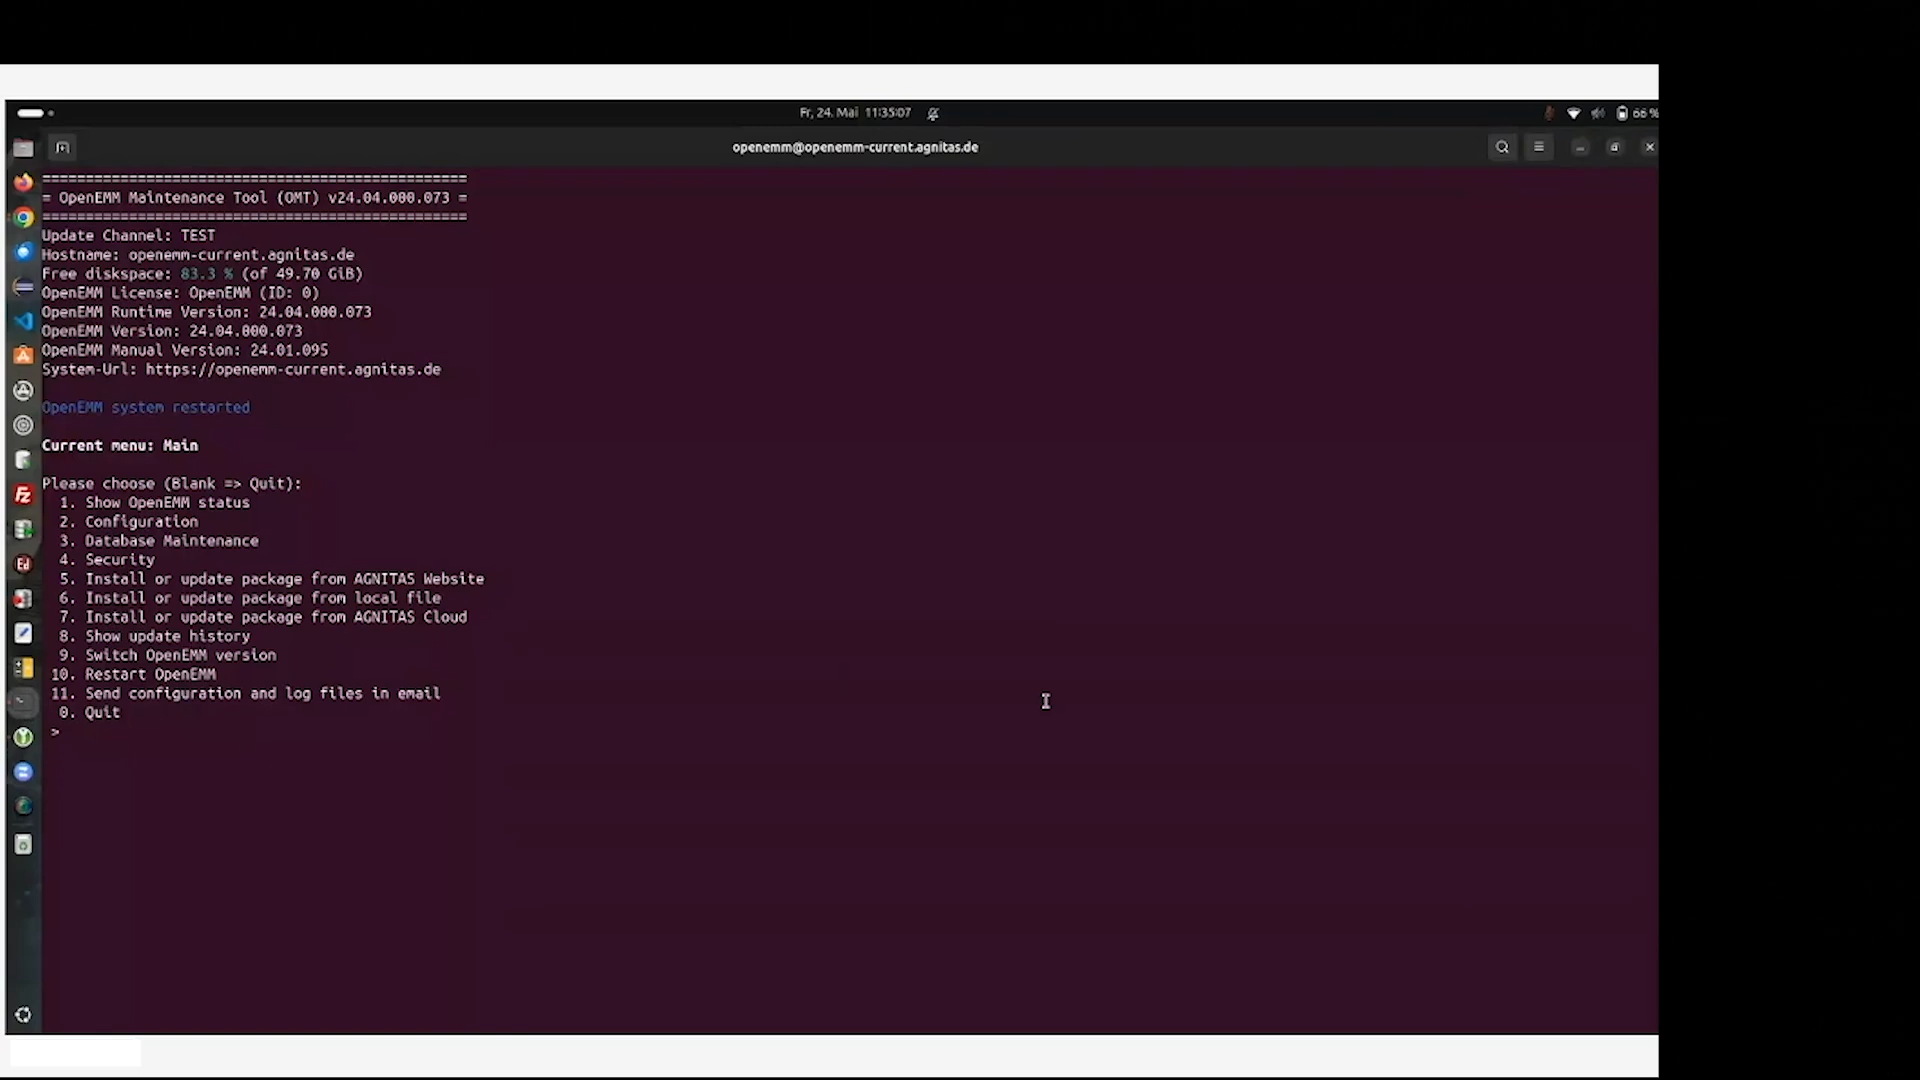 Fr, 24. Mai 11:35:07
66 %
openemm@openemm-current.agnitas.de
=================================================
= OpenEMM Maintenance Tool (OMT) v24.04.000.073 =
=================================================
Update Channel: TEST
Hostname: openemm-current.agnitas.de
Free diskspace: 83.3 % (of 49.70 GiB)
OpenEMM License: OpenEMM (ID: 0)
OpenEMM Runtime Version: 24.04.000.073
OpenEMM Version: 24.04.000.073
OpenEMM Manual Version: 24.01.095
System-Url: https://openemm-current.agnitas.de
OpenEMM system restarted
Current menu: Main
Please choose (Blank => Quit):
1. Show OpenEMM status
2. Configuration
3. Database Maintenance
4. Security
5. Install or update package from AGNITAS Website
6. Install or update package from local file
7. Install or update package from AGNITAS Cloud
8. Show update history
9. Switch OpenEMM version
10. Restart OpenEMM
11. Send configuration and log files in email
0. Quit
>